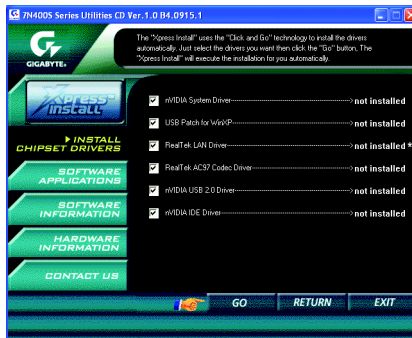 7N400S Series Utilities CD Ver.1.0 B4.0915.1
GIGABYTE™
The "Xpress Install" uses the "Click and Go" technology to install the drivers
automatically. Just select the drivers you want then click the "Go" button, The
"Xpress Install" will execute the installation for you automatically.
Xpress™
Install
INSTALL
CHIPSET DRIVERS
SOFTWARE
APPLICATIONS
SOFTWARE
INFORMATION
HARDWARE
INFORMATION
CONTACT US
nVIDIA System Driver not installed
USB Patch for WinXP not installed
RealTek LAN Driver not installed *
RealTek AC97 Codec Driver not installed
nVIDIA USB 2.0 Driver not installed
nVIDIA IDE Driver not installed
GO RETURN EXIT